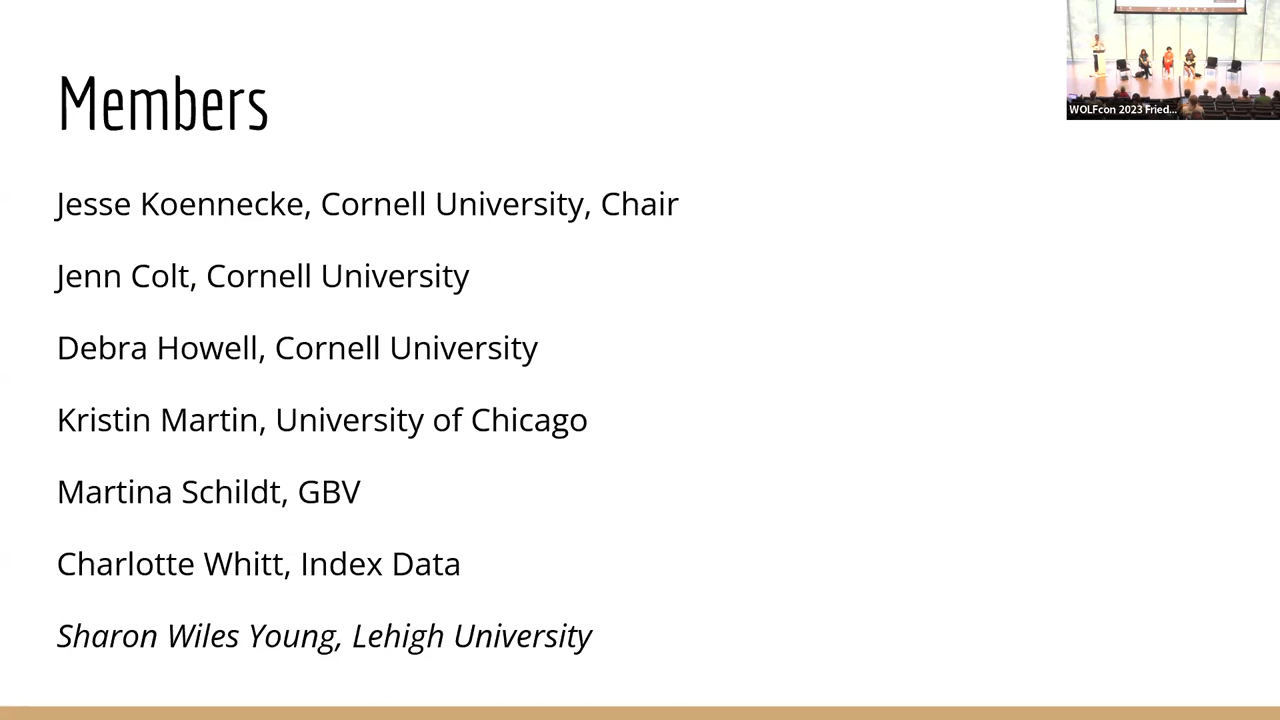 Members
WOLFcon 2023 Fried...
Jesse Koennecke, Cornell University, Chair
Jenn Colt, Cornell University
Debra Howell, Cornell University
Kristin Martin, University of Chicago
Martina Schildt, GBV
Charlotte Whitt, Index Data
Sharon Wiles Young, Lehigh University